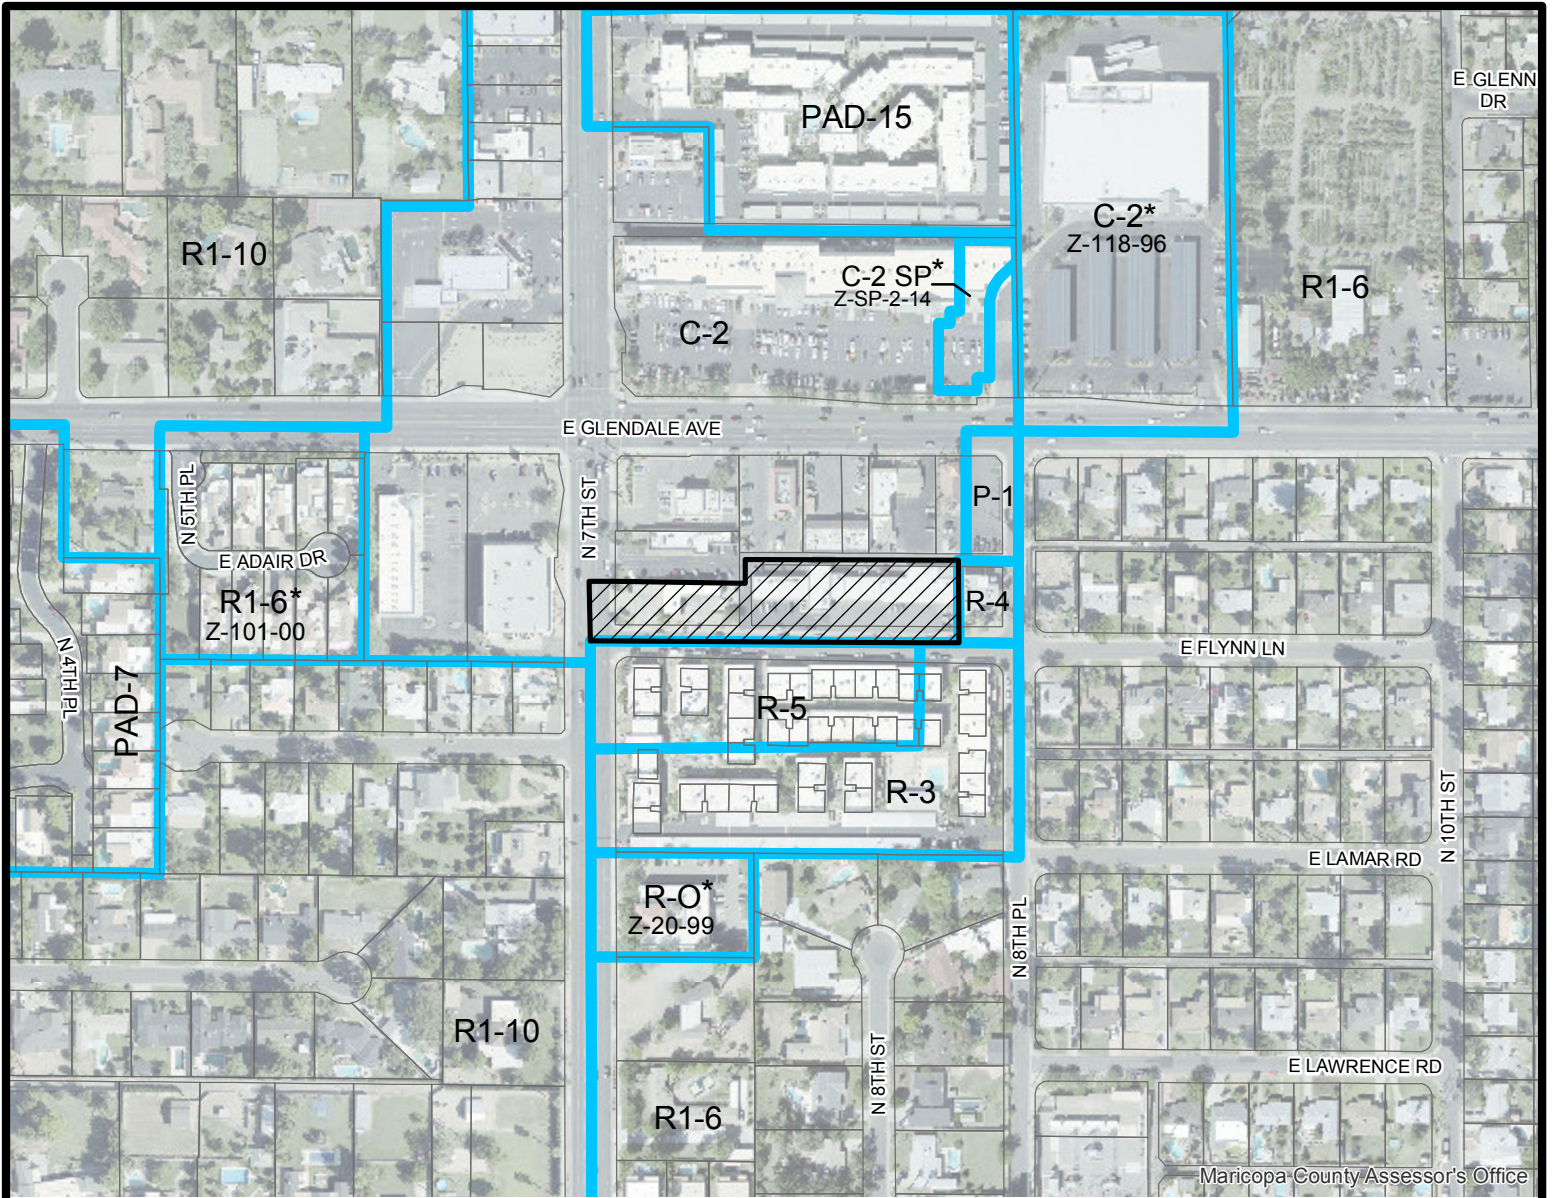 E GLENN
DR
PAD-15
C-2*
Z-118-96
R1-10
C-2 SP*
Z-SP-2-14
R1-6
C-2
E GLENDALE AVE
N 5TH PL
N 7TH ST
P-1
E ADAIR DR
R1-6*
Z-101-00
R-4
N 4TH PL
PAD-7
E FLYNN LN
R-5
R-3
N 10TH ST
E LAMAR RD
R-O*
Z-20-99
N 8TH PL
R1-10
N 8TH ST
E LAWRENCE RD
R1-6
Maricopa County Assessor's Office